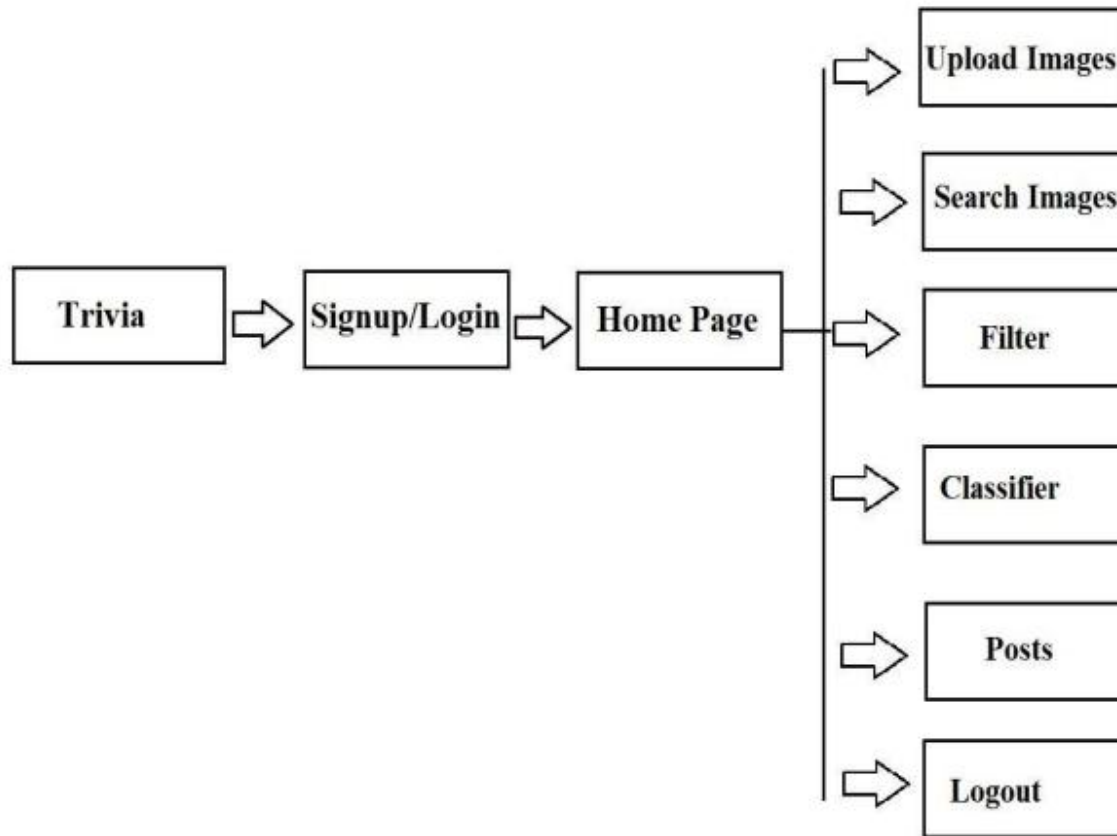 Trivia
Signup/Login
Home Page
Upload Images
Search Images
Filter
Classifier
Posts
Logout